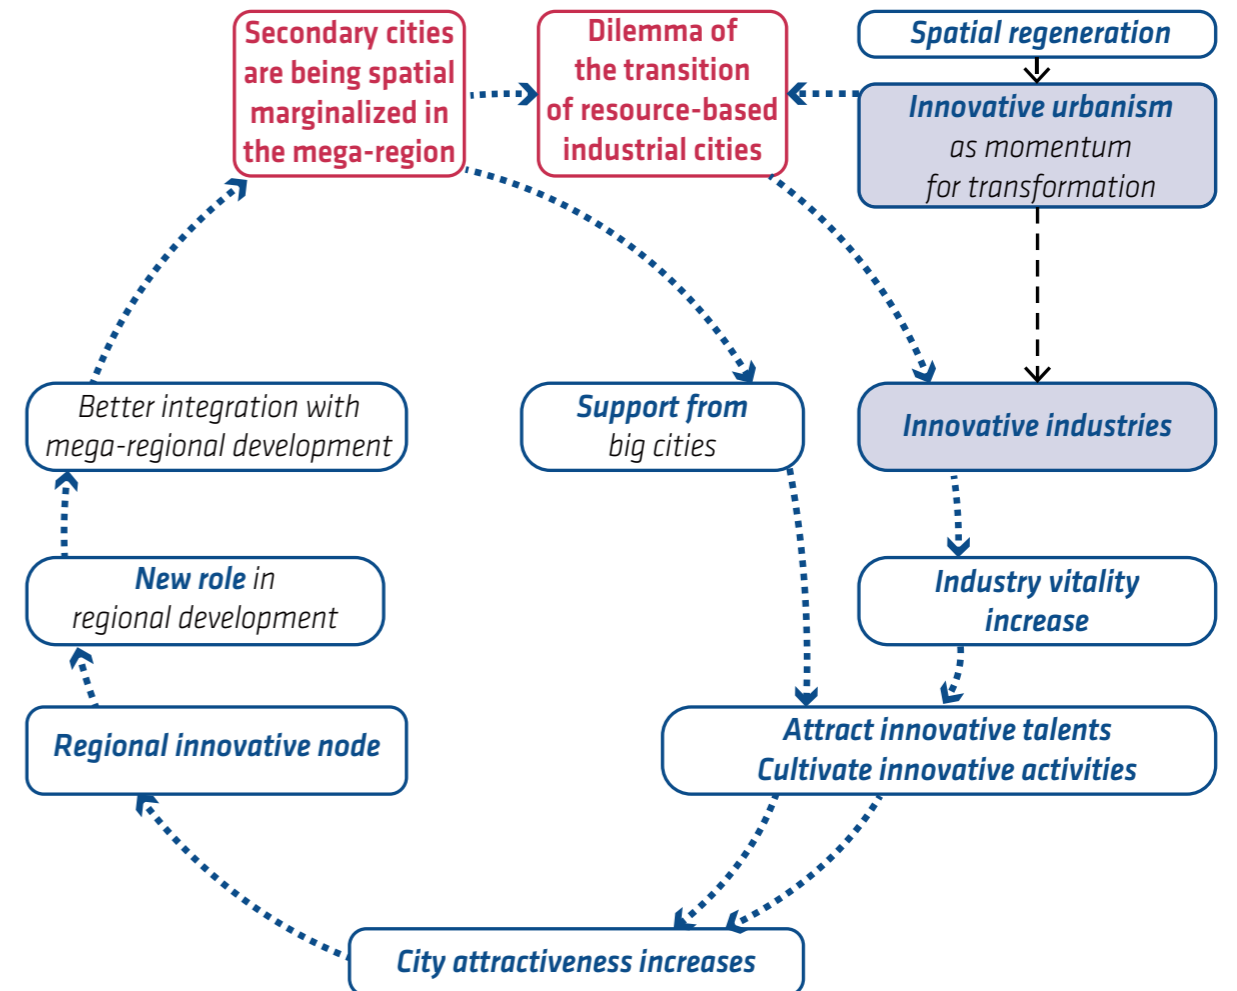 Secondary cities
are being spatial
marginalized in
the mega-region
Dilemma of
the transition
of resource-based
industrial cities
Spatial regeneration
Innovative urbanism
as momentum
for transformation
Better integration with
mega-regional development
Support from
big cities
Innovative industries
New role in
regional development
Industry vitality
increase
Regional innovative node
Attract innovative talents
Cultivate innovative activities
City attractiveness increases